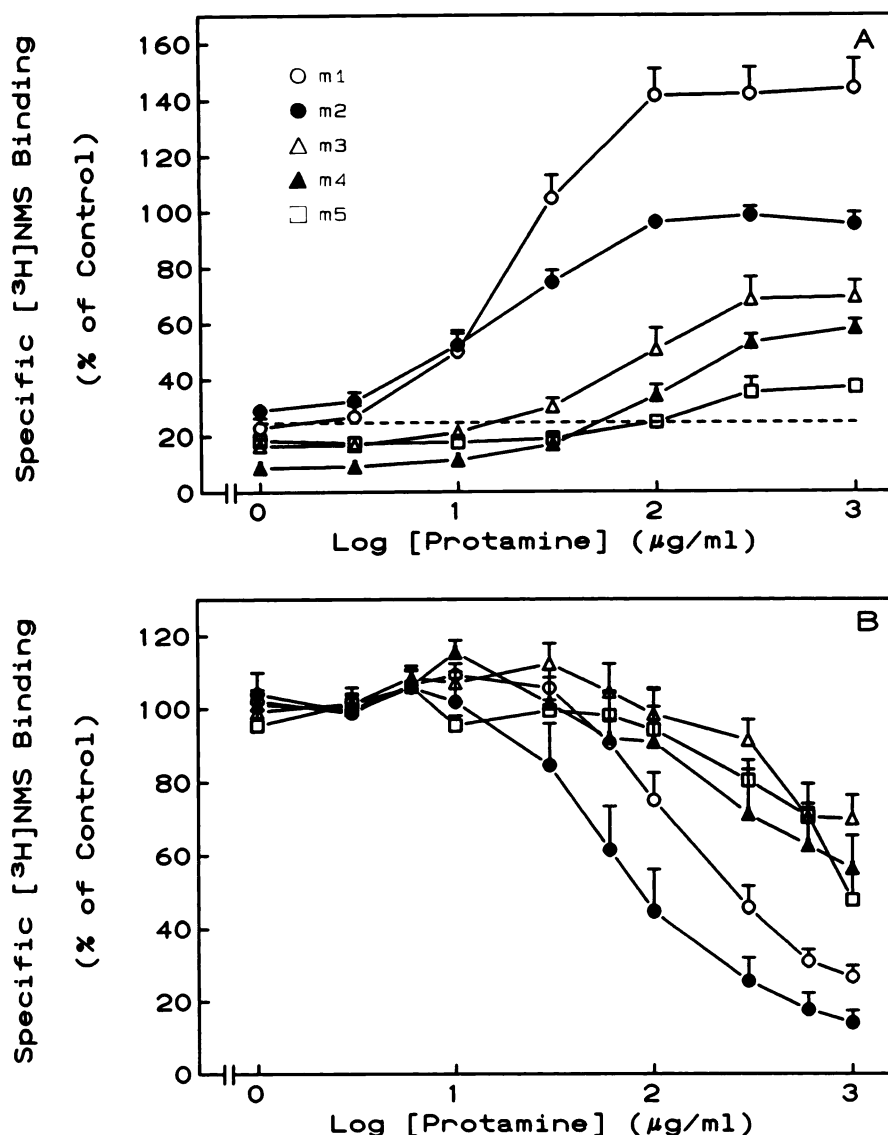 A
Specific [³H]NMS Binding
(% of Control)
160
140
120
100
80
60
40
20
0
m1
m2
m3
m4
m5
0 1 2 3
Log [Protamine] (μg/ml)
B
Specific [³H]NMS Binding
(% of Control)
120
100
80
60
40
20
0
0 1 2 3
Log [Protamine] (μg/ml)